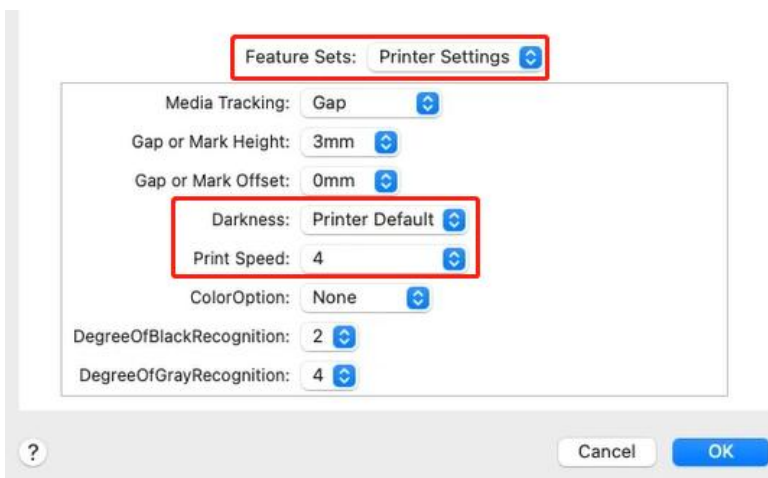 Feature Sets: Printer Settings
Media Tracking: Gap
Gap or Mark Height: 3mm
Gap or Mark Offset: 0mm
Darkness: Printer Default
Print Speed: 4
ColorOption: None
DegreeOfBlackRecognition: 2
DegreeOfGrayRecognition: 4
? Cancel OK